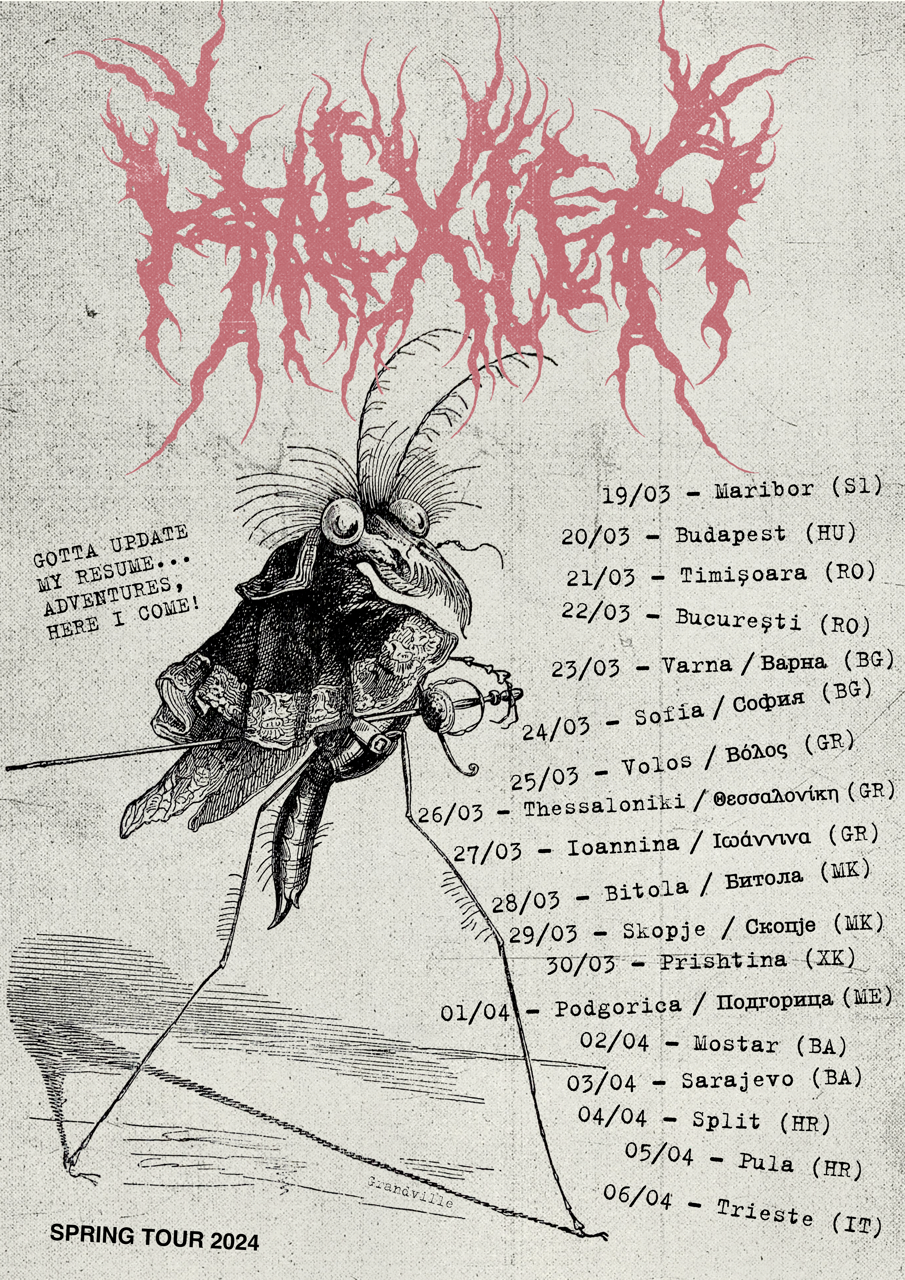 GOTTA UPDATE
MY RESUME...
ADVENTURES,
HERE I COME!
19/03 – Maribor (S1)
20/03 – Budapest (HU)
21/03 – Timișoara (RO)
22/03 – București (RO)
23/03 – Varna / Варна (BG)
24/03 – Sofia / София (BG)
25/03 – Volos / Βόλος (GR)
26/03 – Thessaloniki / Θεσσαλονίκη (GR)
27/03 – Ioannina / Ιωάννινα (GR)
28/03 – Bitola / Битола (MK)
29/03 – Skopje / Скопје (MK)
30/03 – Prishtina (XK)
01/04 – Podgorica / Подгорица (ME)
02/04 – Mostar (BA)
03/04 – Sarajevo (BA)
04/04 – Split (HR)
05/04 – Pula (HR)
06/04 – Trieste (IT)
Grandville
SPRING TOUR 2024